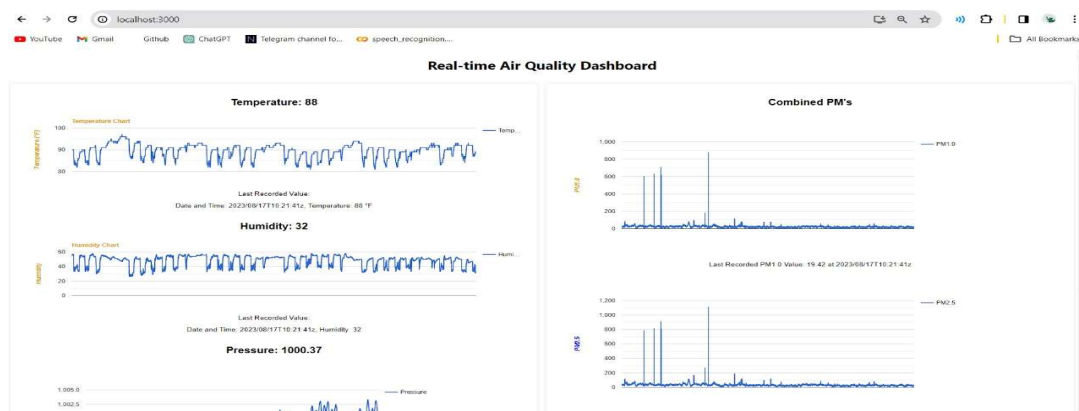 localhost:3000
YouTube
Gmail
Github
ChatGPT
Telegram channel fo...
speech_recognition....
All Bookmarks
Real-time Air Quality Dashboard
Temperature: 88
Temperature Chart
Temperature (°F)
100
90
80
Temp...
Last Recorded Value:
Date and Time: 2023/08/17T10:21:41z, Temperature: 88 °F
Humidity: 32
Humidity Chart
Humidity
60
40
20
0
Humi...
Last Recorded Value:
Date and Time: 2023/08/17T10:21:41z, Humidity: 32
Pressure: 1000.37
1,005.0
1,002.5
Pressure
Combined PM's
1,000
800
600
400
200
0
PM1.0
Last Recorded PM1.0 Value: 19.42 at 2023/08/17T10:21:41z
1,200
1,000
800
600
400
200
0
PM2.5